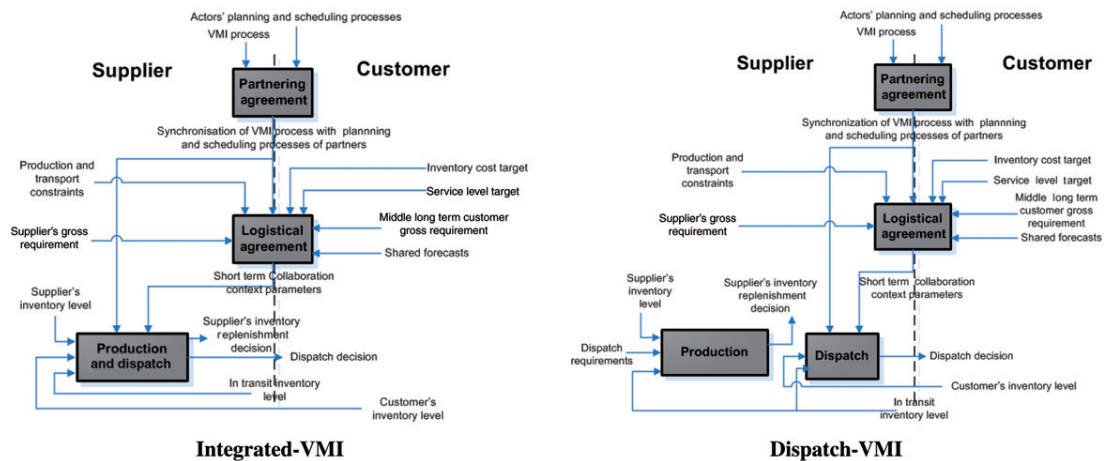 Actors' planning and scheduling processes
VMI process
Supplier
Customer
Partnering
agreement
Synchronisation of VMI process with plannning
and scheduling processes of partners
Production and
transport
constraints
Inventory cost target
Service level target
Supplier's gross
requirement
Logistical
agreement
Middle long term customer
gross requirement
Shared forecasts
Short term Collaboration
context parameters
Supplier's
inventory level
Supplier's inventory
replenishment
decision
Production
and dispatch
Dispatch decision
In transit inventory
level
Customer's
inventory level
Integrated-VMI
Actors' planning and scheduling processes
VMI process
Supplier
Customer
Partnering
agreement
Synchronization of VMI process with plannning
and scheduling processes of partners
Production and
transport
constraints
Inventory cost target
Service level target
Middle long term
customer gross
requirement
Supplier's gross
requirement
Logistical
agreement
Shared forecasts
Short term collaboration
context parameters
Supplier's
inventory
level
Supplier's inventory
replenishment
decision
Dispatch
requirements
Production
Dispatch
Dispatch decision
Customer's inventory level
In transit
inventory level
Dispatch-VMI